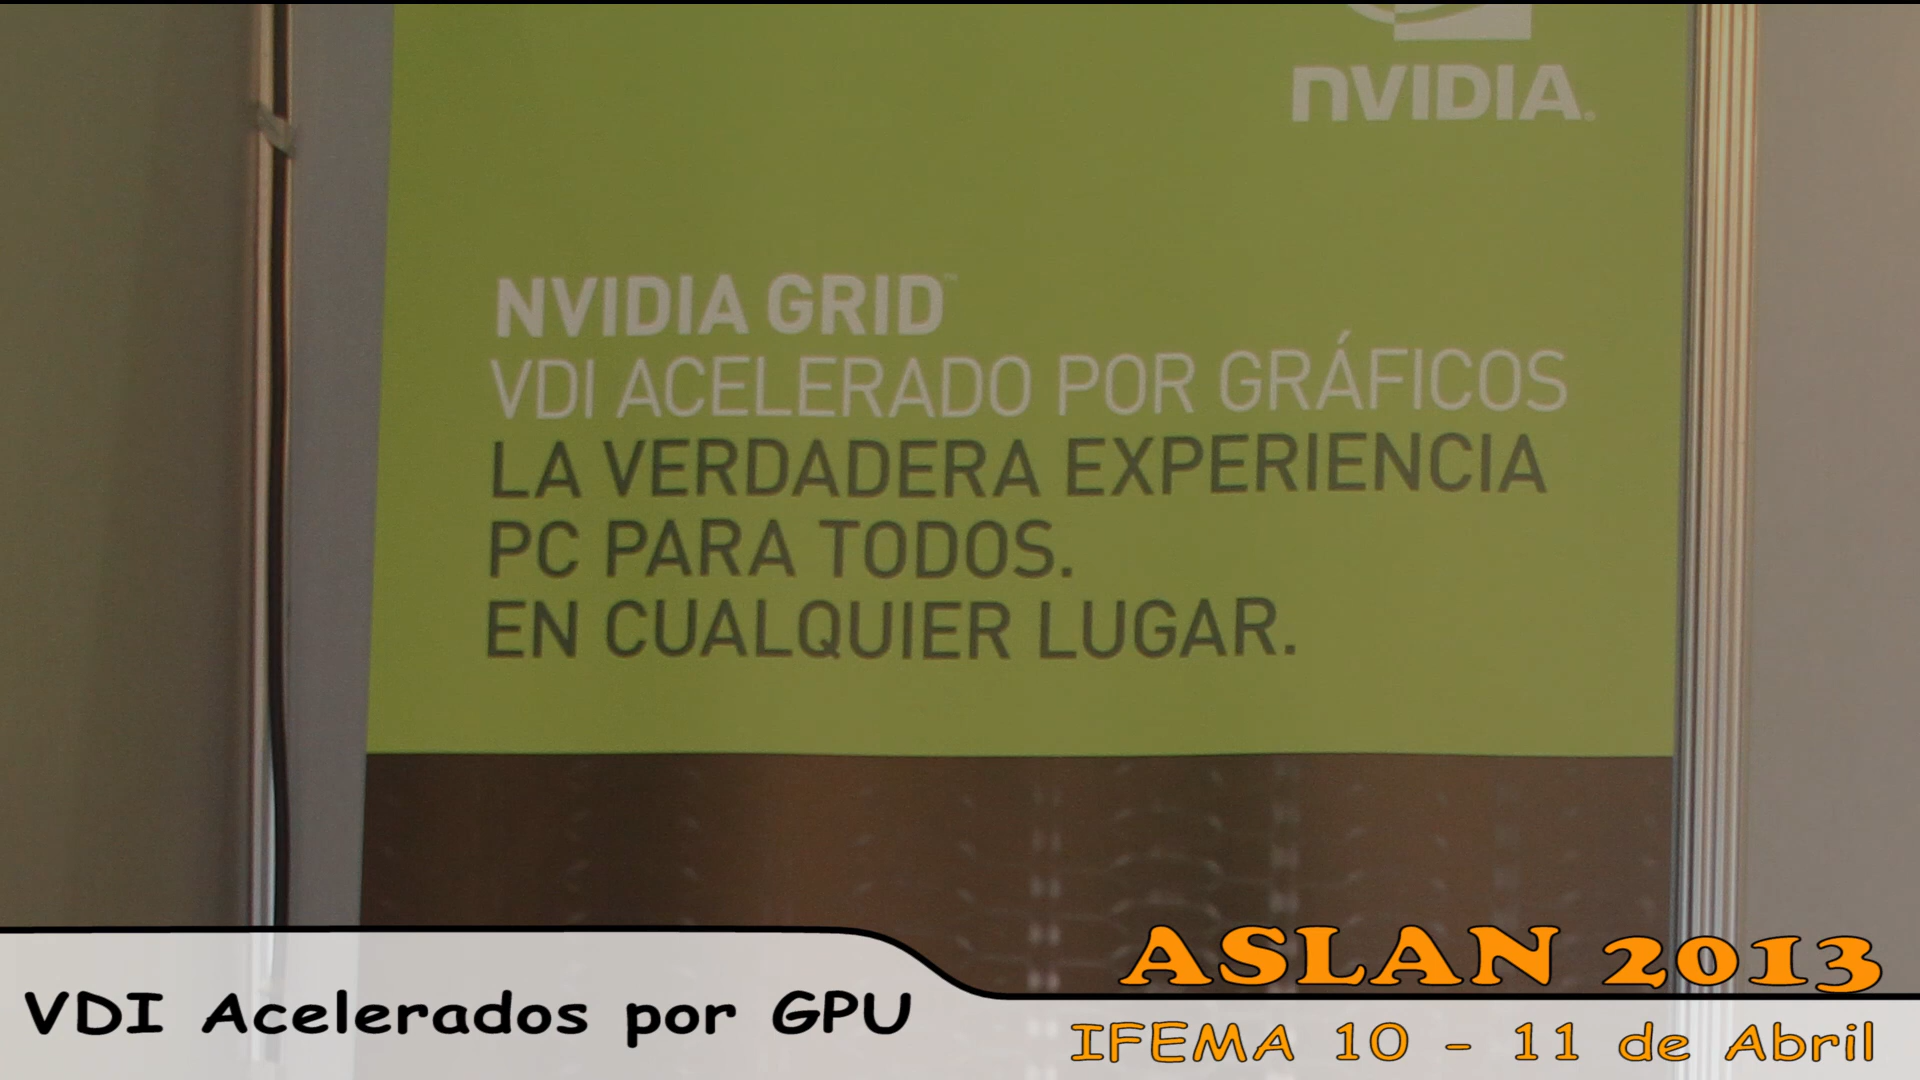 NVIDIA.
NVIDIA GRID™
VDI ACELERADO POR GRÁFICOS
LA VERDADERA EXPERIENCIA
PC PARA TODOS.
EN CUALQUIER LUGAR.
ASLAN 2013
VDI Acelerados por GPU
IFEMA 10 - 11 de Abril